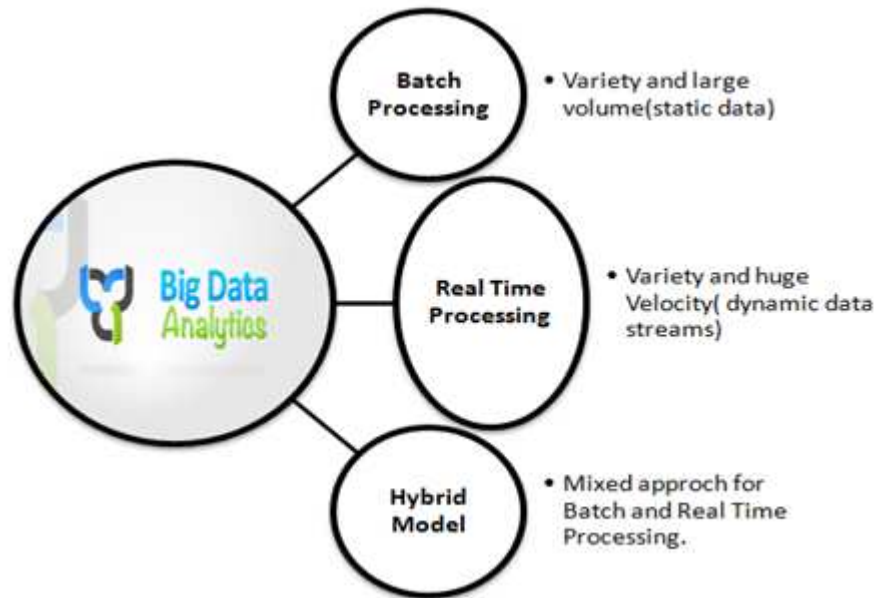 Batch
Processing
• Variety and large
volume(static data)
Big Data
Analytics
Real Time
Processing
• Variety and huge
Velocity( dynamic data
streams)
Hybrid
Model
• Mixed approch for
Batch and Real Time
Processing.